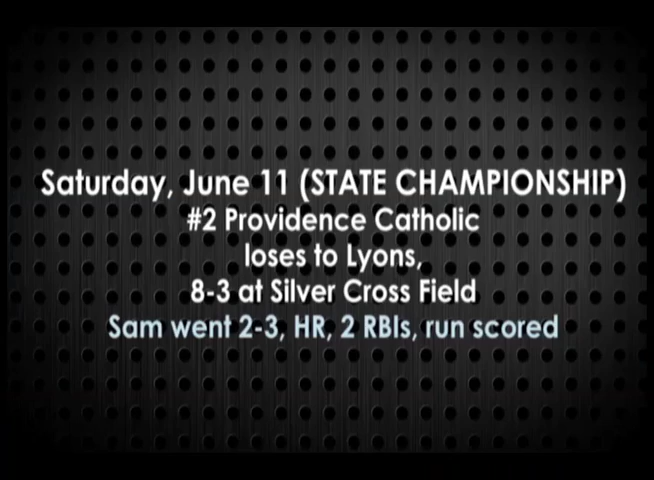 Saturday, June 11 (STATE CHAMPIONSHIP)
#2 Providence Catholic
loses to Lyons,
8-3 at Silver Cross Field
Sam went 2-3, HR, 2 RBIs, run scored